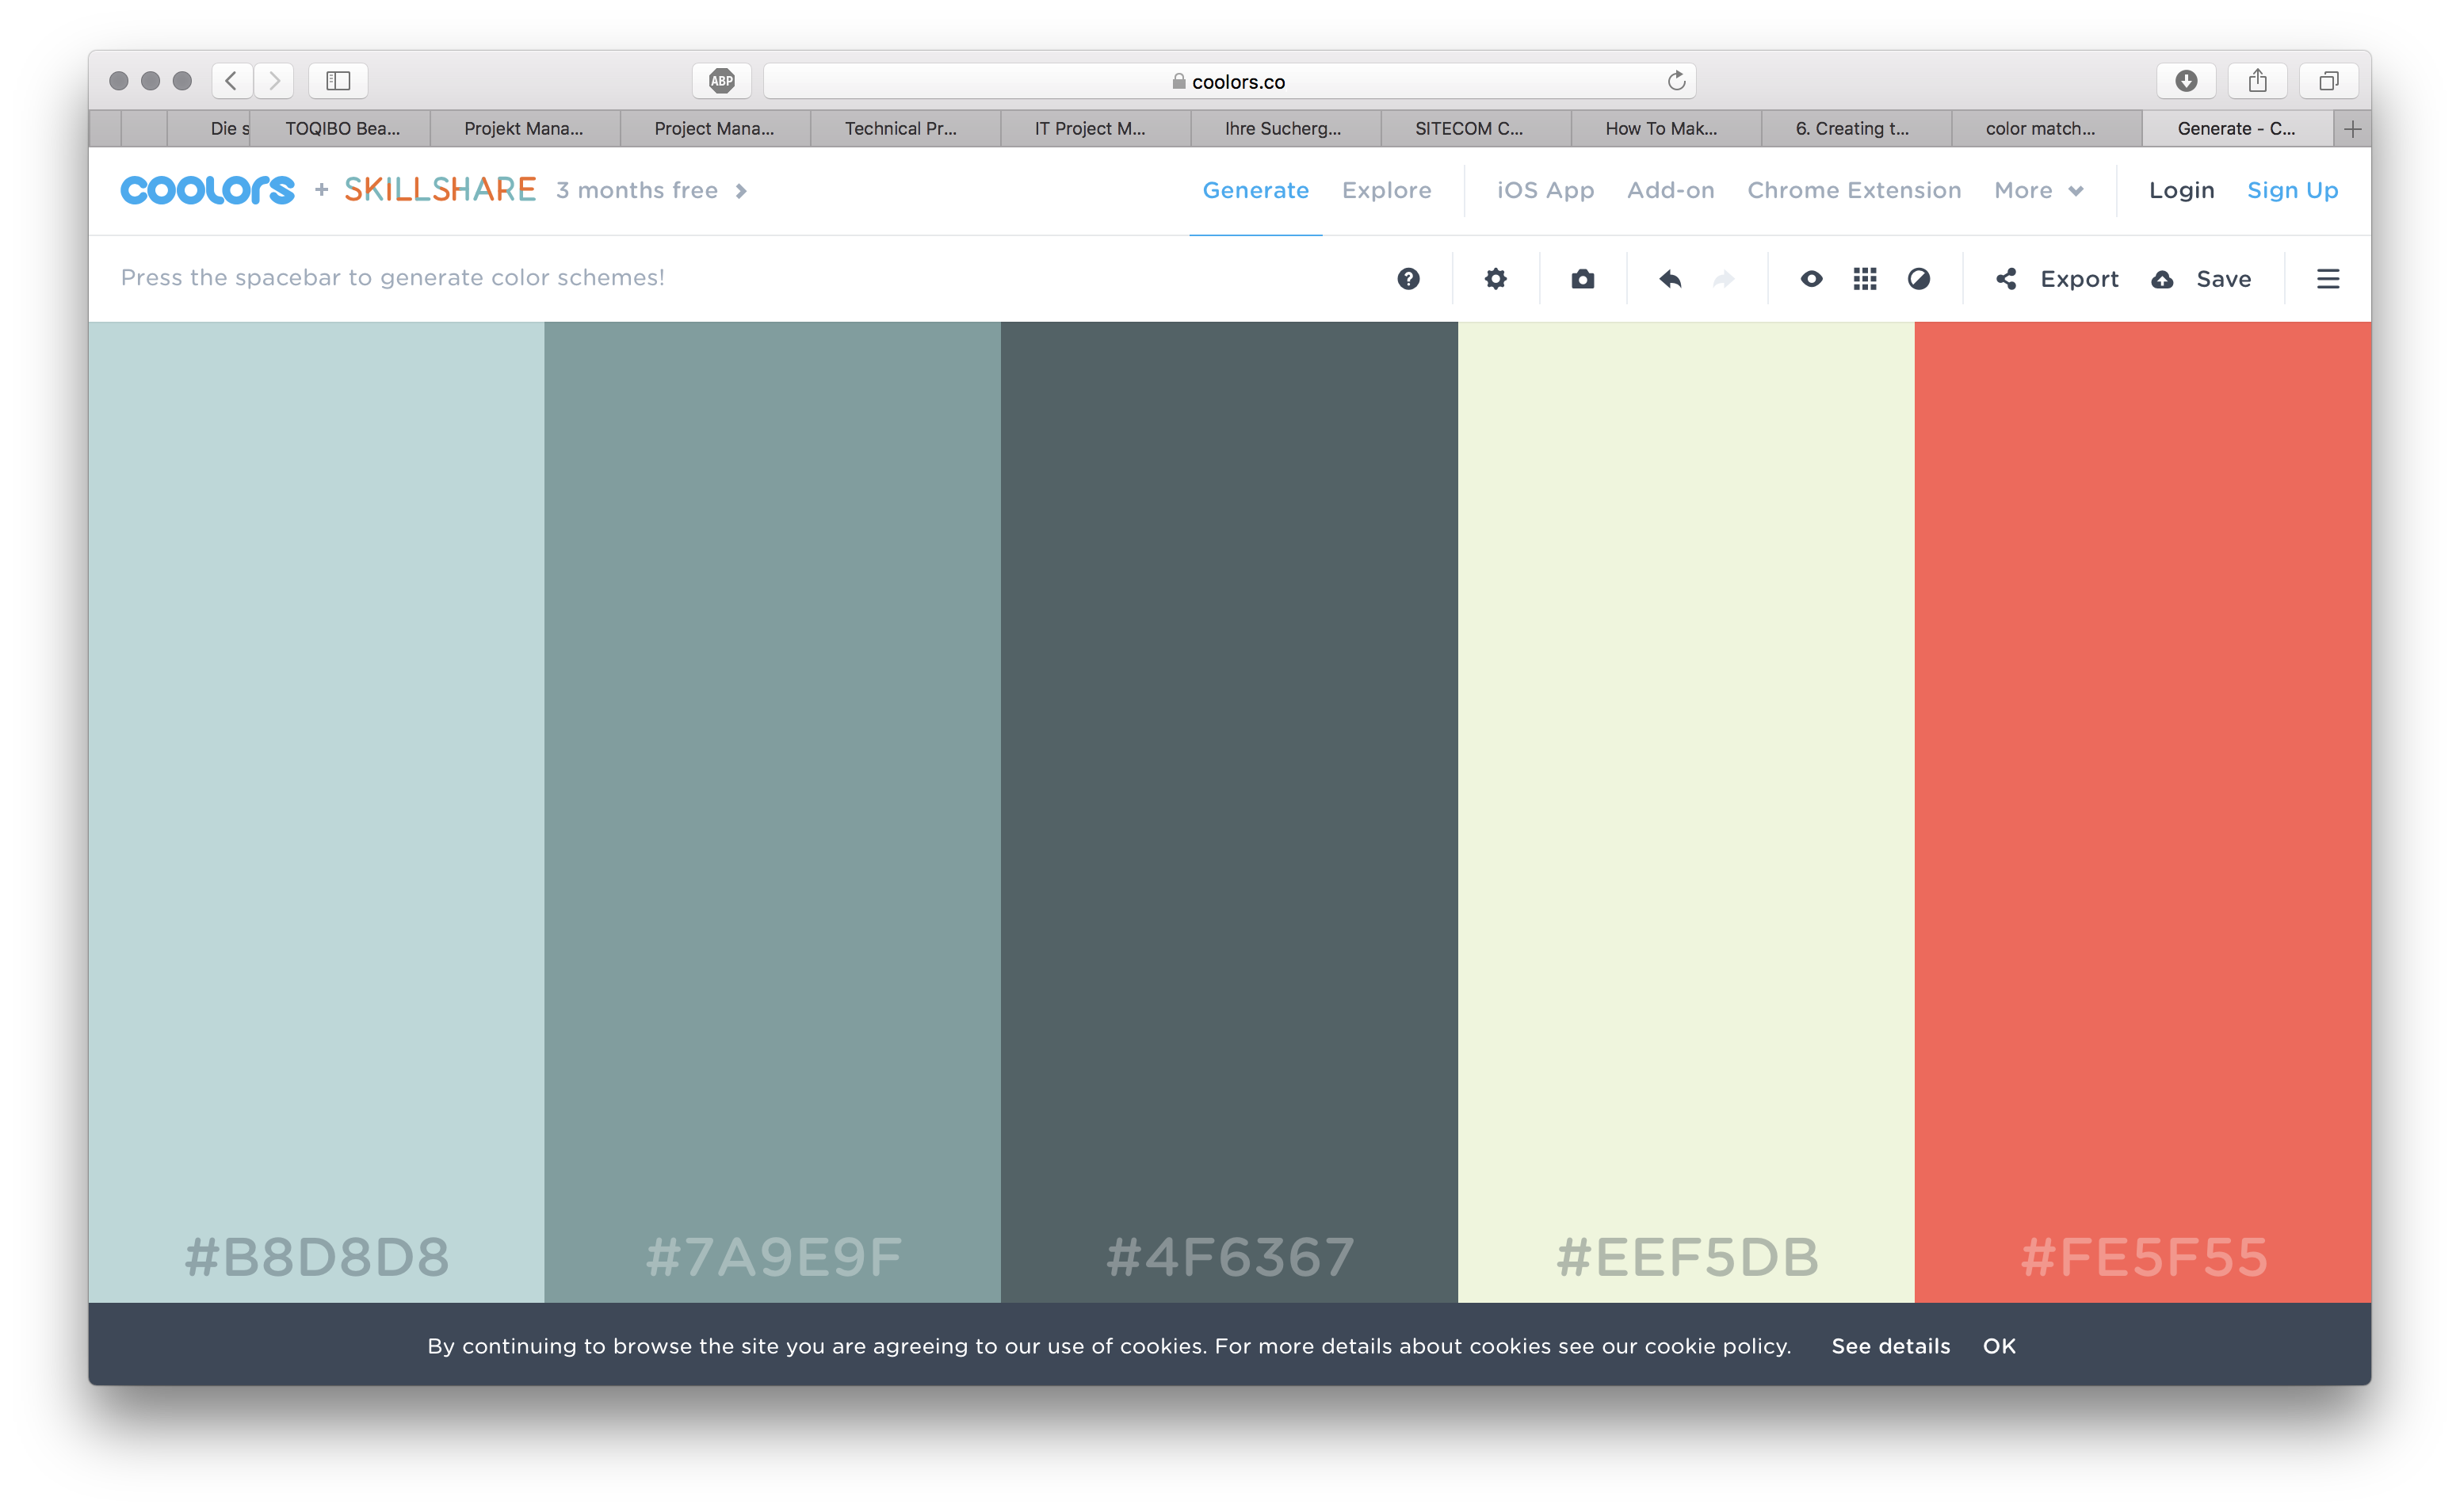 ABP
coolors.co
Die s
TOQIBO Bea...
Projekt Mana...
Project Mana...
Technical Pr...
IT Project M...
Ihre Sucherg...
SITECOM C...
How To Mak...
6. Creating t...
color match...
Generate - C...
coolors + SKILLSHARE 3 months free
Generate Explore iOS App Add-on Chrome Extension More Login Sign Up
Press the spacebar to generate color schemes!
Export Save
#B8D8D8
#7A9E9F
#4F6367
#EEF5DB
#FE5F55
By continuing to browse the site you are agreeing to our use of cookies. For more details about cookies see our cookie policy. See details OK